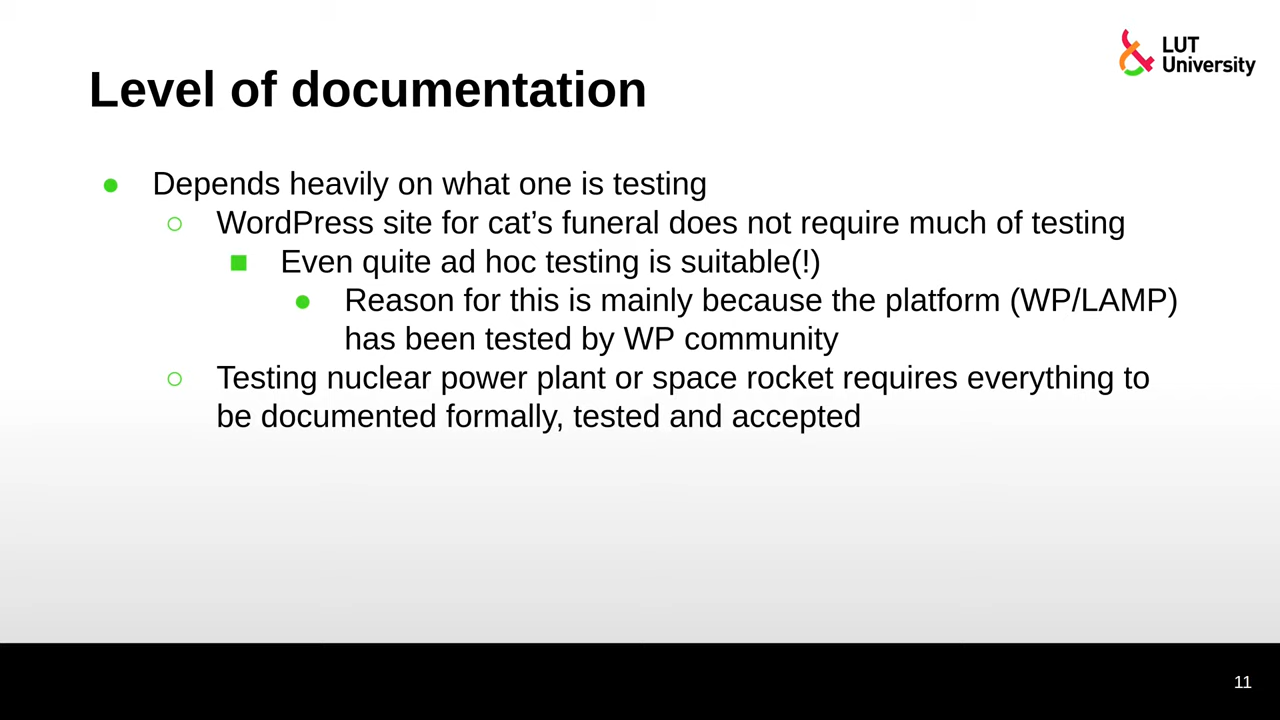 LUT
University
Level of documentation
Depends heavily on what one is testing
WordPress site for cat’s funeral does not require much of testing
Even quite ad hoc testing is suitable(!)
Reason for this is mainly because the platform (WP/LAMP)
has been tested by WP community
Testing nuclear power plant or space rocket requires everything to
be documented formally, tested and accepted
11